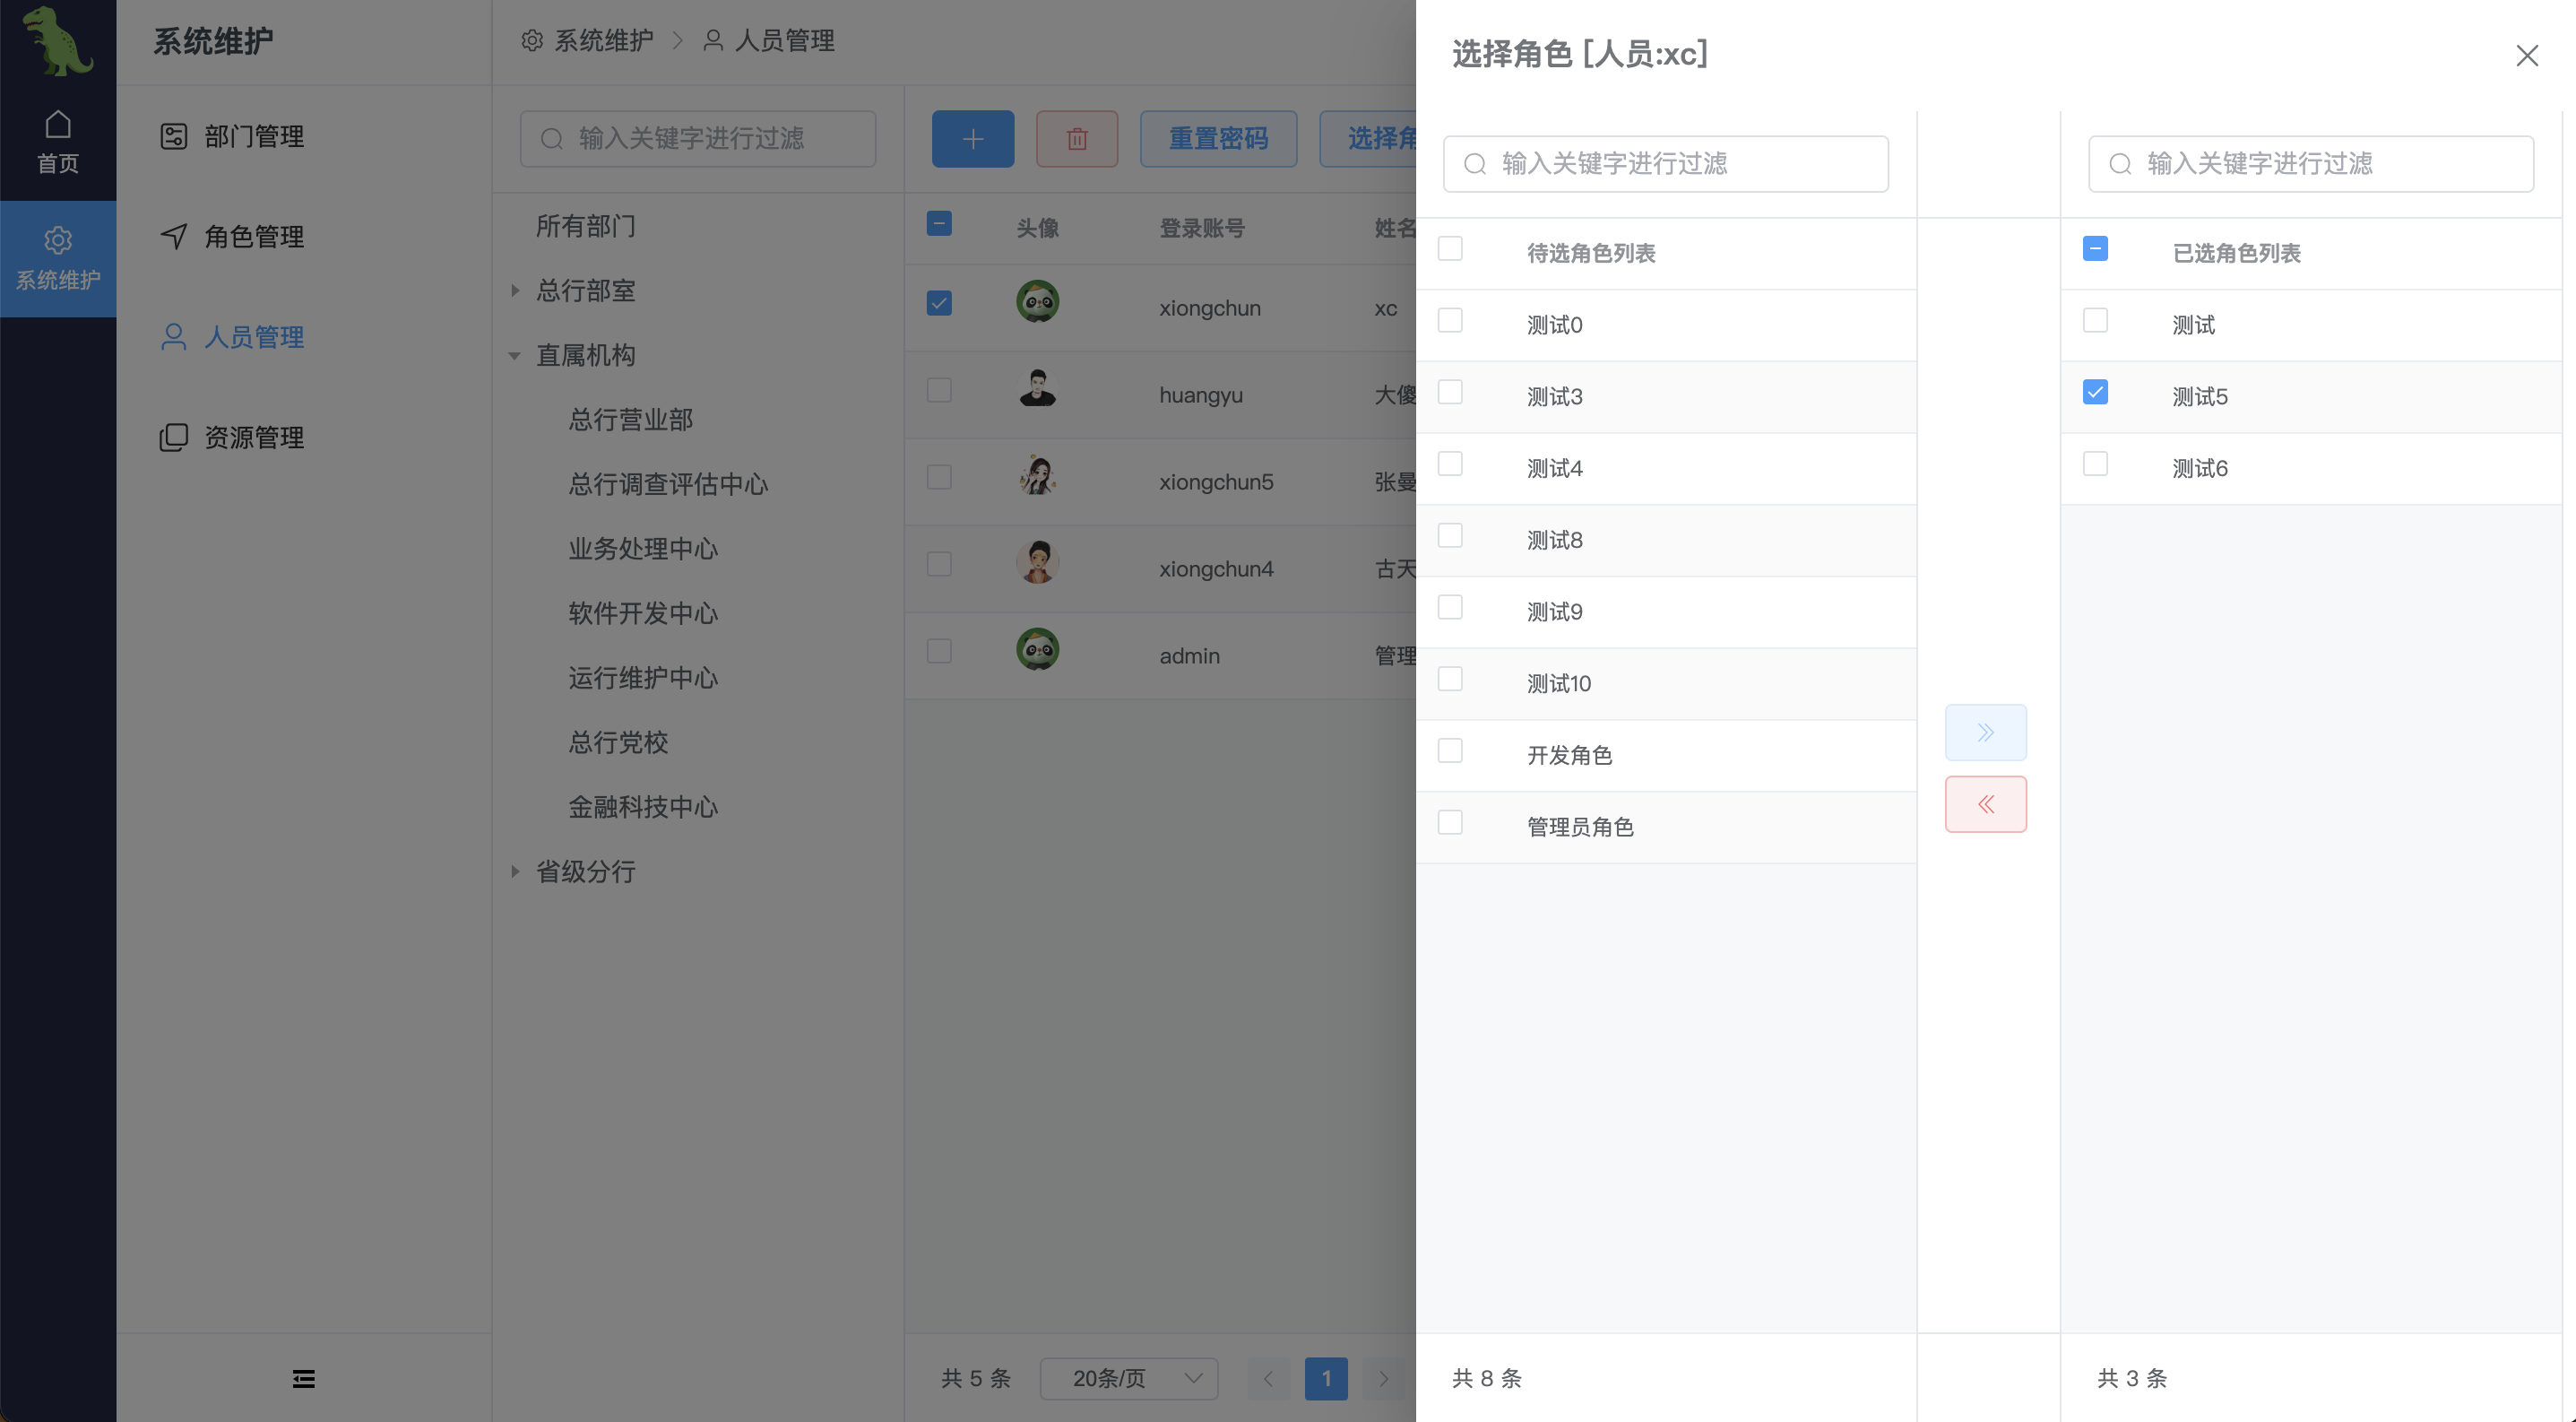 首页
系统维护
系统维护
部门管理
角色管理
人员管理
资源管理
系统维护 人员管理
输入关键字进行过滤
所有部门
总行部室
直属机构
总行营业部
总行调查评估中心
业务处理中心
软件开发中心
运行维护中心
总行党校
金融科技中心
省级分行
重置密码 选择角
头像 登录账号 姓名
xiongchun xc
huangyu 大傻
xiongchun5 张曼
xiongchun4 古天
admin 管理
共 5 条 20条/页 1
选择角色 [人员:xc]
输入关键字进行过滤
待选角色列表
测试0
测试3
测试4
测试8
测试9
测试10
开发角色
管理员角色
共 8 条
输入关键字进行过滤
已选角色列表
测试
测试5
测试6
共 3 条